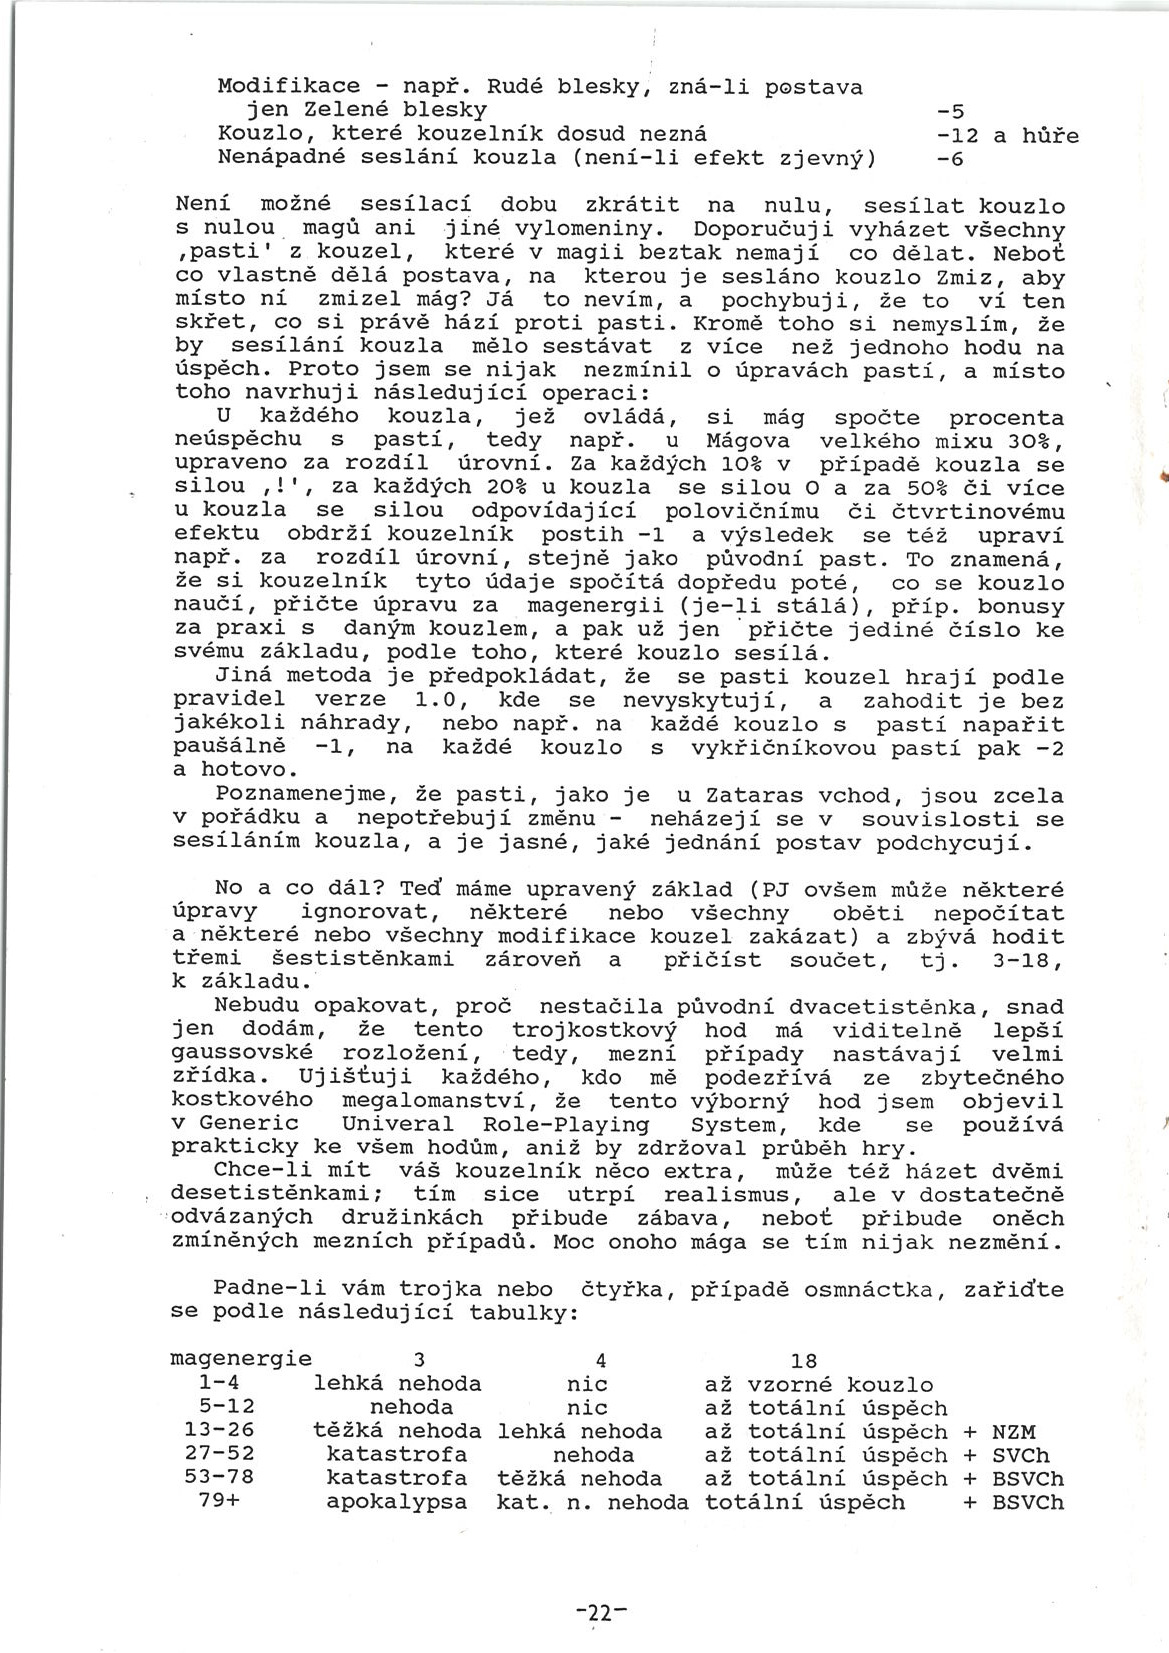 Modifikace - např. Rudé blesky, zná-li postava
jen Zelené blesky -5
Kouzlo, které kouzelník dosud nezná -12 a hůře
Nenápadné seslání kouzla (není-li efekt zjevný) -6
Není možné sesílací dobu zkrátit na nulu, sesílat kouzlo
s nulou magů ani jiné vylomeniny. Doporučuji vyházet všechny
‚pasti' z kouzel, které v magii beztak nemají co dělat. Neboť
co vlastně dělá postava, na kterou je sesláno kouzlo Zmiz, aby
místo ní zmizel mág? Já to nevím, a pochybuji, že to ví ten
skřet, co si právě hází proti pasti. Kromě toho si nemyslím, že
by sesílání kouzla mělo sestávat z více než jednoho hodu na
úspěch. Proto jsem se nijak nezmínil o úpravách pastí, a místo
toho navrhuji následující operaci:
U každého kouzla, jež ovládá, si mág spočte procenta
neúspěchu s pastí, tedy např. u Mágova velkého mixu 30%,
upraveno za rozdíl úrovní. Za každých 10% v případě kouzla se
silou ‚!', za každých 20% u kouzla se silou 0 a za 50% či více
u kouzla se silou odpovídající polovičnímu či čtvrtinovému
efektu obdrží kouzelník postih -1 a výsledek se též upraví
např. za rozdíl úrovní, stejně jako původní past. To znamená,
že si kouzelník tyto údaje spočítá dopředu poté, co se kouzlo
naučí, přičte úpravu za magenergii (je-li stálá), příp. bonusy
za praxi s daným kouzlem, a pak už jen přičte jediné číslo ke
svému základu, podle toho, které kouzlo sesílá.
Jiná metoda je předpokládat, že se pasti kouzel hrají podle
pravidel verze 1.0, kde se nevyskytují, a zahodit je bez
jakékoli náhrady, nebo např. na každé kouzlo s pastí napařit
paušálně -1, na každé kouzlo s vykřičníkovou pastí pak -2
a hotovo.
Poznamenejme, že pasti, jako je u Zataras vchod, jsou zcela
v pořádku a nepotřebují změnu - neházejí se v souvislosti se
sesíláním kouzla, a je jasné, jaké jednání postav podchycují.
No a co dál? Teď máme upravený základ (PJ ovšem může některé
úpravy ignorovat, některé nebo všechny oběti nepočítat
a některé nebo všechny modifikace kouzel zakázat) a zbývá hodit
třemi šestistěnkami zároveň a přičíst součet, tj. 3-18,
k základu.
Nebudu opakovat, proč nestačila původní dvacetistěnka, snad
jen dodám, že tento trojkostkový hod má viditelně lepší
gaussovské rozložení, tedy, mezní případy nastávají velmi
zřídka. Ujišťuji každého, kdo mě podezřívá ze zbytečného
kostkového megalomanství, že tento výborný hod jsem objevil
v Generic Univeral Role-Playing System, kde se používá
prakticky ke všem hodům, aniž by zdržoval průběh hry.
Chce-li mít váš kouzelník něco extra, může též házet dvěmi
desetistěnkami; tím sice utrpí realismus, ale v dostatečně
odvázaných družinkách přibude zábava, neboť přibude oněch
zmíněných mezních případů. Moc onoho mága se tím nijak nezmění.
Padne-li vám trojka nebo čtyřka, případě osmnáctka, zařiďte
se podle následující tabulky:
magenergie 3 4 18
1-4 lehká nehoda nic až vzorné kouzlo
5-12 nehoda nic až totální úspěch
13-26 těžká nehoda lehká nehoda až totální úspěch + NZM
27-52 katastrofa nehoda až totální úspěch + SVCh
53-78 katastrofa těžká nehoda až totální úspěch + BSVCh
79+ apokalypsa kat. n. nehoda totální úspěch + BSVCh
-22-